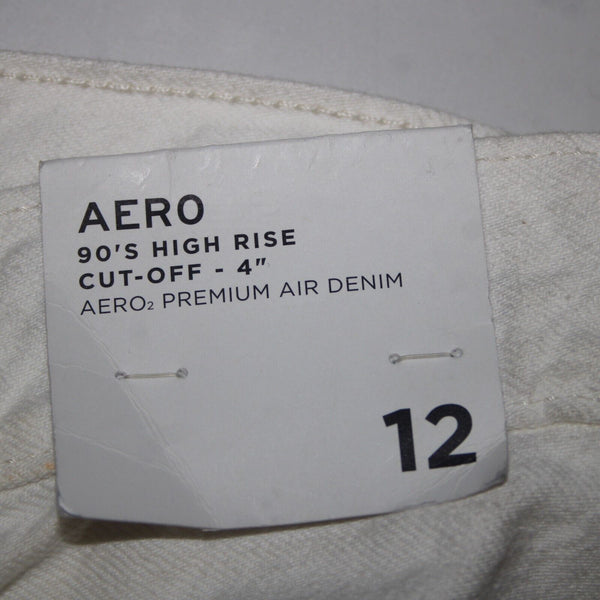 AERO
90'S HIGH RISE
CUT-OFF - 4"
AERO₂ PREMIUM AIR DENIM
12